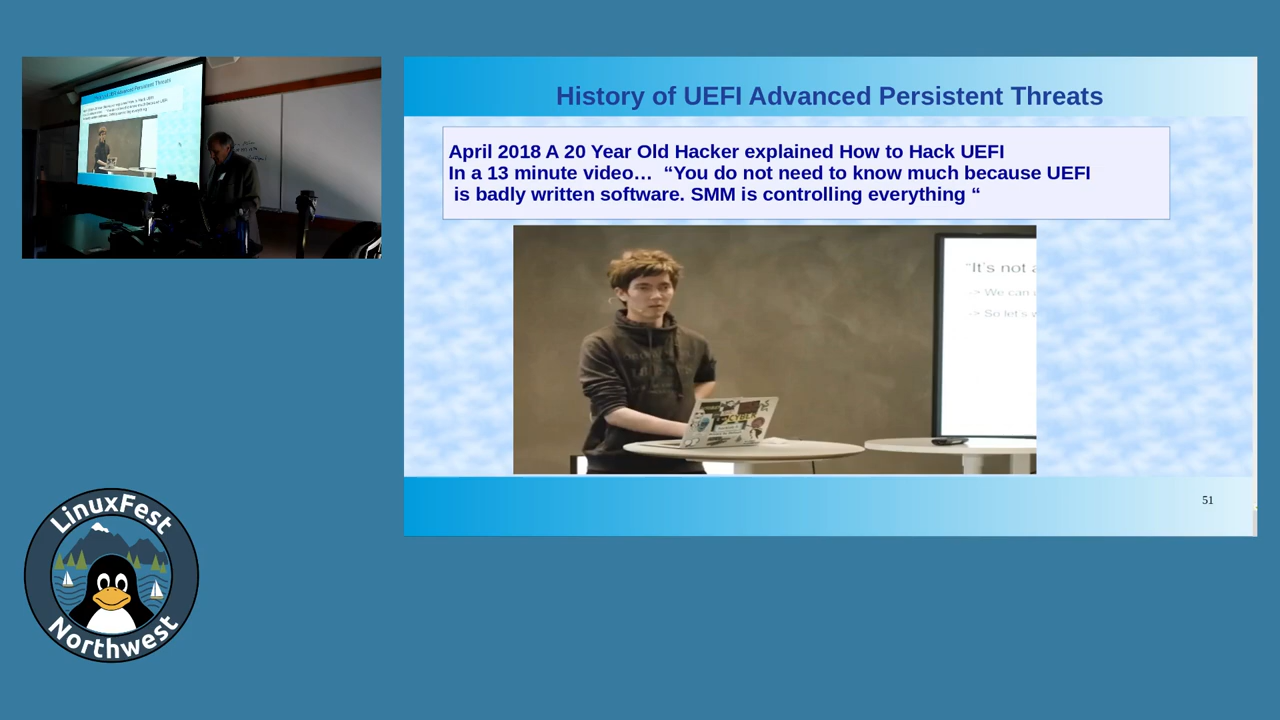 History of UEFI Advanced Persistent Threats
April 2018 A 20 Year Old Hacker explained How to Hack UEFI
In a 13 minute video… “You do not need to know much because UEFI
is badly written software. SMM is controlling everything “
“It's not a
-> We can
-> So let's w
51
LinuxFest
Northwest